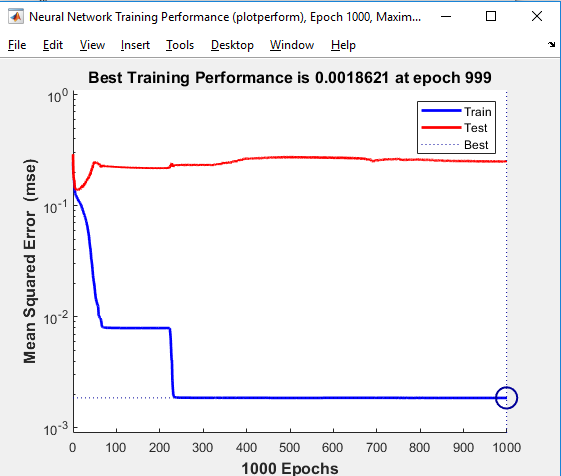 Neural Network Training Performance (plotperform), Epoch 1000, Maxim...
File Edit View Insert Tools Desktop Window Help
Best Training Performance is 0.0018621 at epoch 999
Mean Squared Error (mse)
10^0
10^-1
10^-2
10^-3
Train
Test
Best
0 100 200 300 400 500 600 700 800 900 1000
1000 Epochs